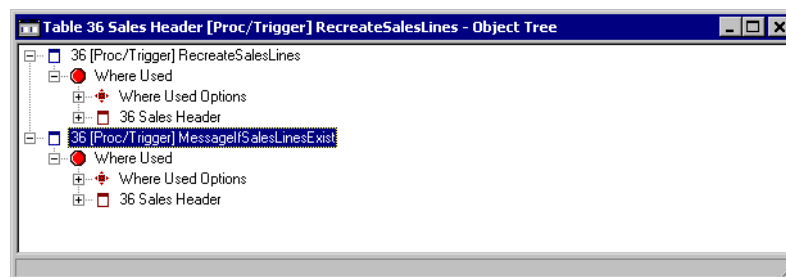 Table 36 Sales Header [Proc/Trigger] RecreateSalesLines - Object Tree
36 [Proc/Trigger] RecreateSalesLines
Where Used
Where Used Options
36 Sales Header
36 [Proc/Trigger] MessageIfSalesLinesExist
Where Used
Where Used Options
36 Sales Header